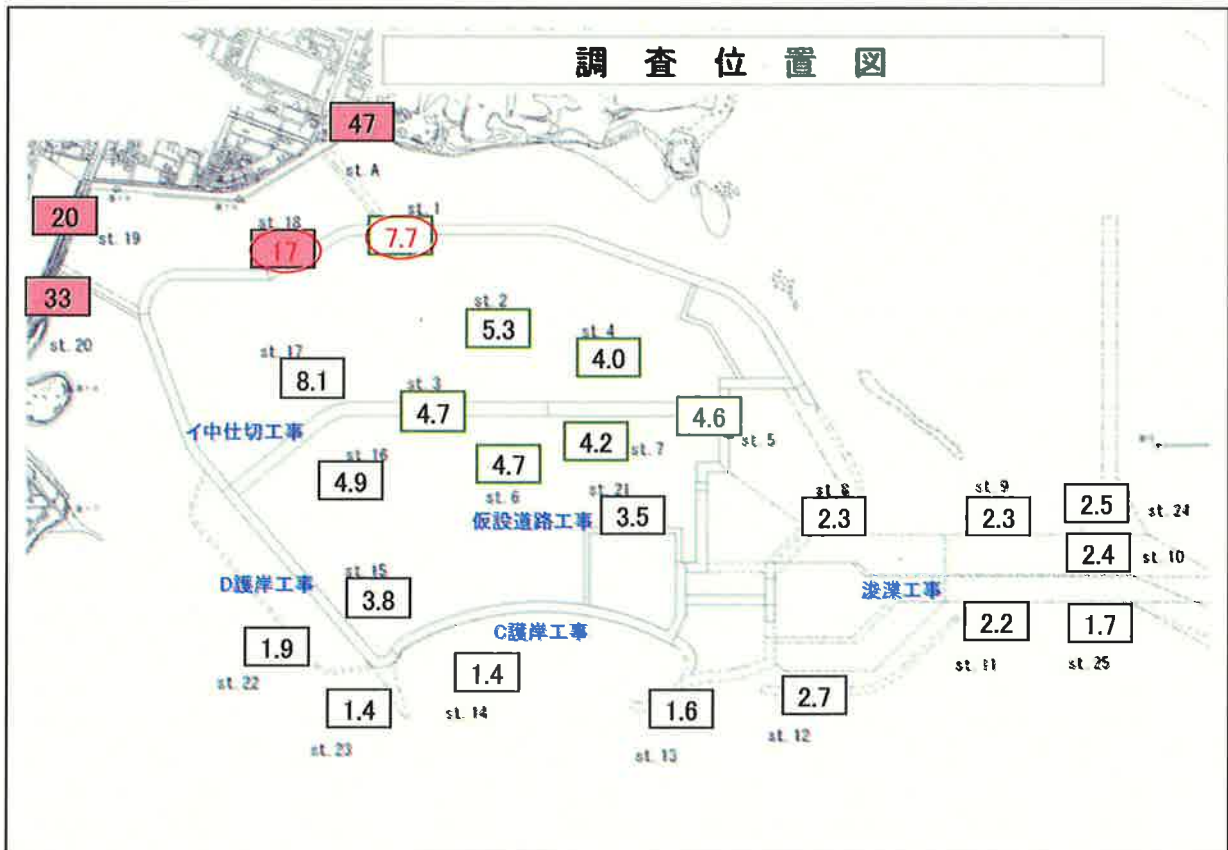 調査位置図
47
st. A
20
st. 19
st. 18
17
st. 1
7.7
33
st. 20
st. 2
5.3
st. 4
4.0
st. 17
8.1
st. 3
4.7
4.6
st. 5
イ中仕切工事
st. 16
4.9
4.7
st. 6
4.2
st. 7
st. 21
3.5
仮設道路工事
st. 8
2.3
st. 9
2.3
2.5
st. 24
2.4
st. 10
D護岸工事
st. 15
3.8
C護岸工事
浚渫工事
2.2
st. 11
1.7
st. 25
1.9
st. 22
1.4
st. 23
1.4
st. 14
1.6
st. 13
2.7
st. 12